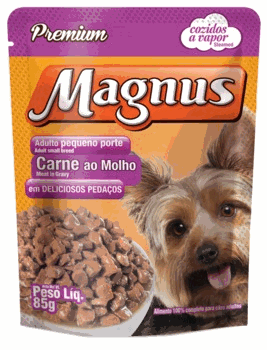 Premium
cozidos
a vapor
Steamed
Magnus
Adulto pequeno porte
Adult small breed
Carne ao Molho
Meat in Gravy
em DELICIOSOS PEDAÇOS
Peso Líq.
85g
Alimento 100% completo para cães adultos